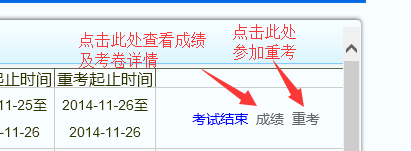 点击此处查看成绩
及考卷详情
点击此处
参加重考
起止时间 重考起止时间
11-25至 2014-11-26至
11-26 2014-11-26
考试结束 成绩 重考